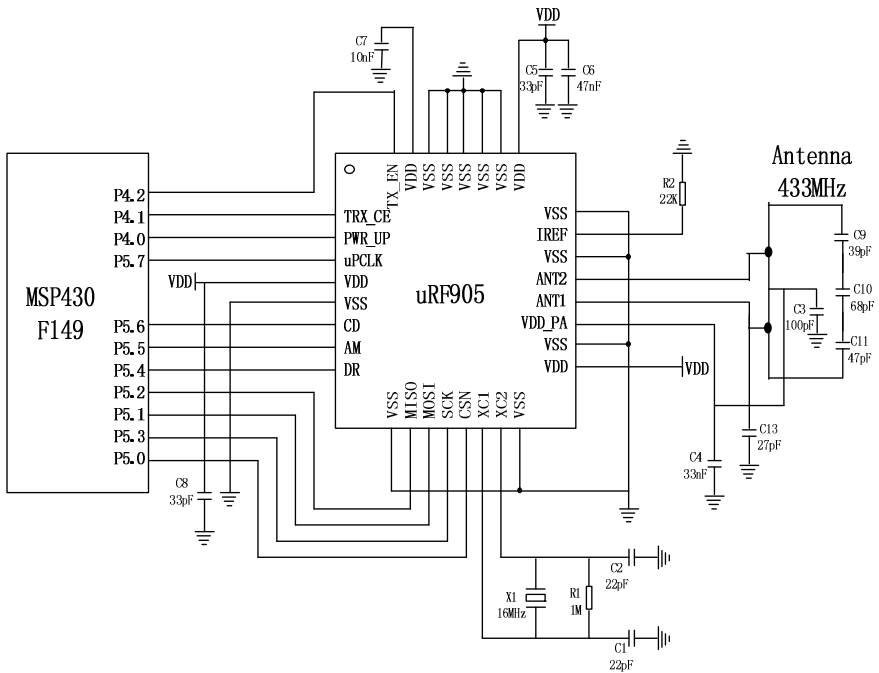 VDD
C7
10nF
C5
33pF
C6
47nF
TX_EN
VDD
VSS
VSS
VSS
VSS
VSS
VDD
Antenna
433MHz
R2
22K
P4.2
P4.1
P4.0
P5.7
P5.6
P5.5
P5.4
P5.2
P5.1
P5.3
P5.0
MSP430
F149
TRX_CE
PWR_UP
uPCLK
VDD
VDD
VSS
CD
AM
DR
uRF905
VSS
IREF
VSS
ANT2
ANT1
VDD_PA
VSS
VDD
VDD
C9
39pF
C10
68pF
C3
100pF
C11
47pF
VSS
MISO
MOSI
SCK
CSN
XC1
XC2
VSS
C13
27pF
C4
33nF
C8
33pF
C2
22pF
X1
16MHz
R1
1M
C1
22pF